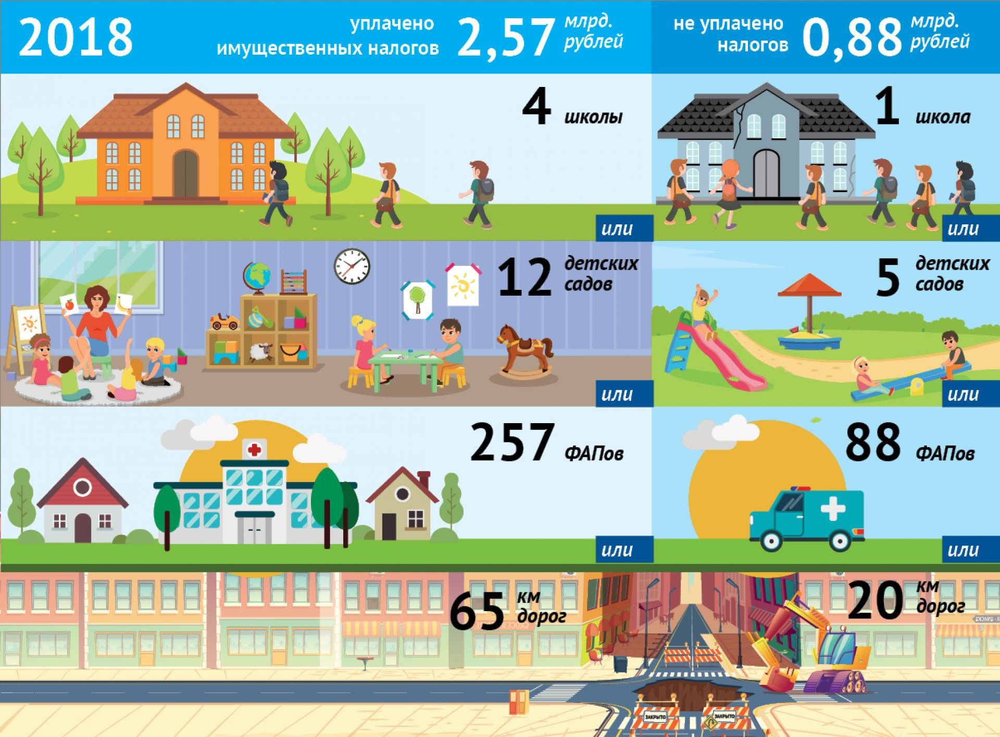 2018
уплачено
имущественных налогов
2,57
млрд.
рублей
не уплачено
налогов
0,88
млрд.
рублей
4 школы
или
1 школа
или
12 детских
садов
или
5 детских
садов
или
257 ФАПов
или
88 ФАПов
или
65 км
дорог
20 км
дорог
ЗАКРЫТО
ЗАКРЫТО